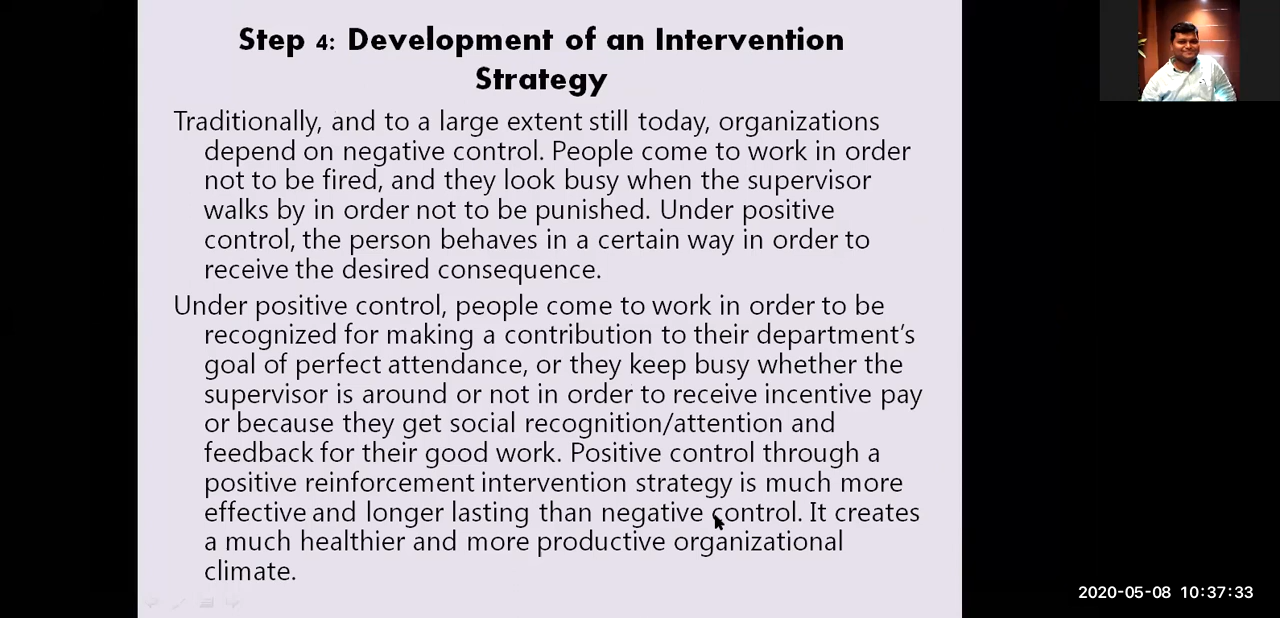 Step 4: Development of an Intervention
Strategy
Traditionally, and to a large extent still today, organizations
depend on negative control. People come to work in order
not to be fired, and they look busy when the supervisor
walks by in order not to be punished. Under positive
control, the person behaves in a certain way in order to
receive the desired consequence.
Under positive control, people come to work in order to be
recognized for making a contribution to their department's
goal of perfect attendance, or they keep busy whether the
supervisor is around or not in order to receive incentive pay
or because they get social recognition/attention and
feedback for their good work. Positive control through a
positive reinforcement intervention strategy is much more
effective and longer lasting than negative control. It creates
a much healthier and more productive organizational
climate.
2020-05-08 10:37:33